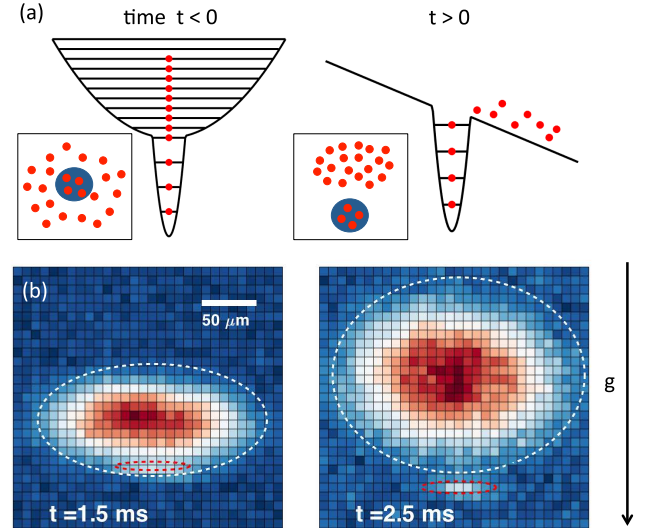 (a)
time t < 0
t > 0
(b)
50 μm
g
t =1.5 ms
t =2.5 ms